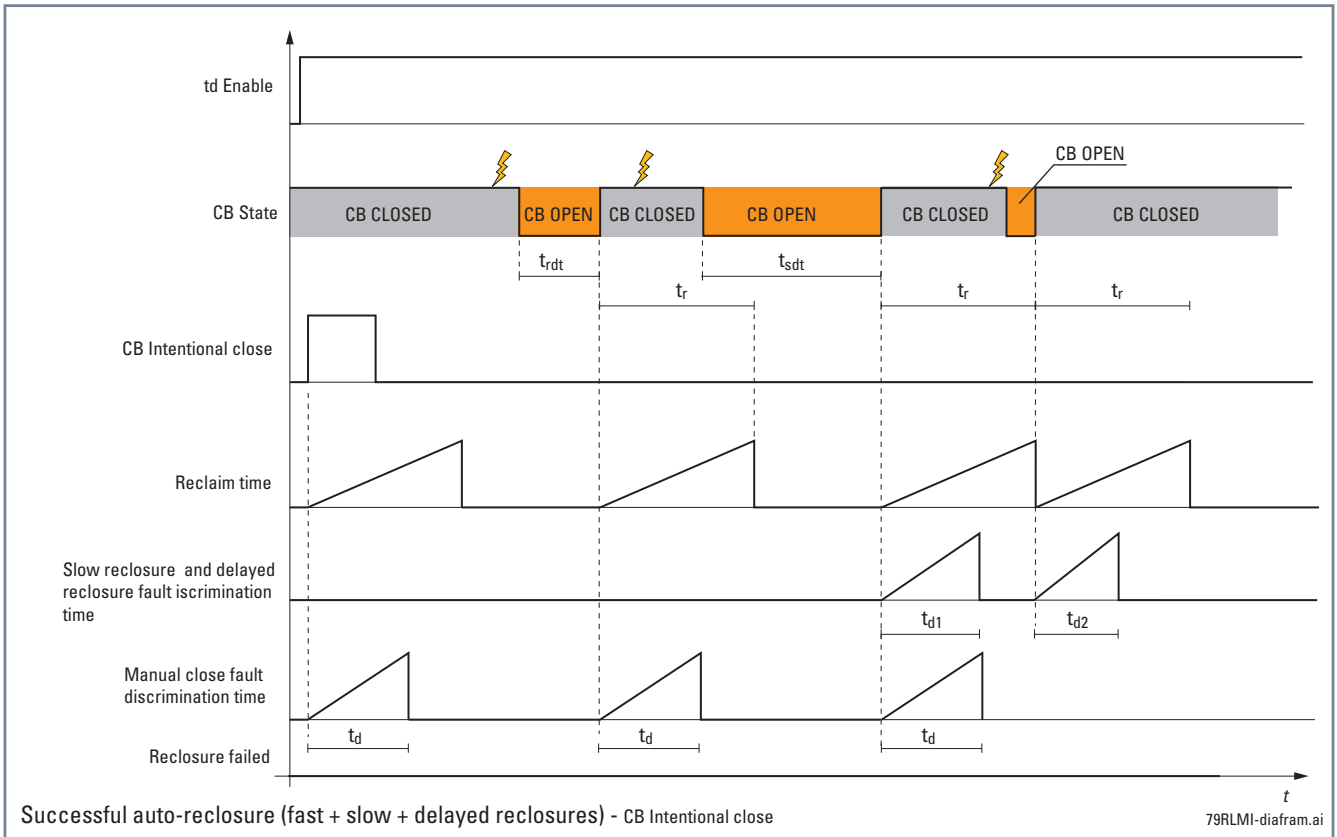 td Enable
CB OPEN
CB State
CB CLOSED
CB OPEN
CB CLOSED
CB OPEN
CB CLOSED
CB CLOSED
trdt
tsdt
tr
tr
tr
CB Intentional close
Reclaim time
Slow reclosure and delayed
reclosure fault iscrimination
time
td1
td2
Manual close fault
discrimination time
td
td
td
Reclosure failed
t
Successful auto-reclosure (fast + slow + delayed reclosures) - CB Intentional close
79RLMI-diafram.ai